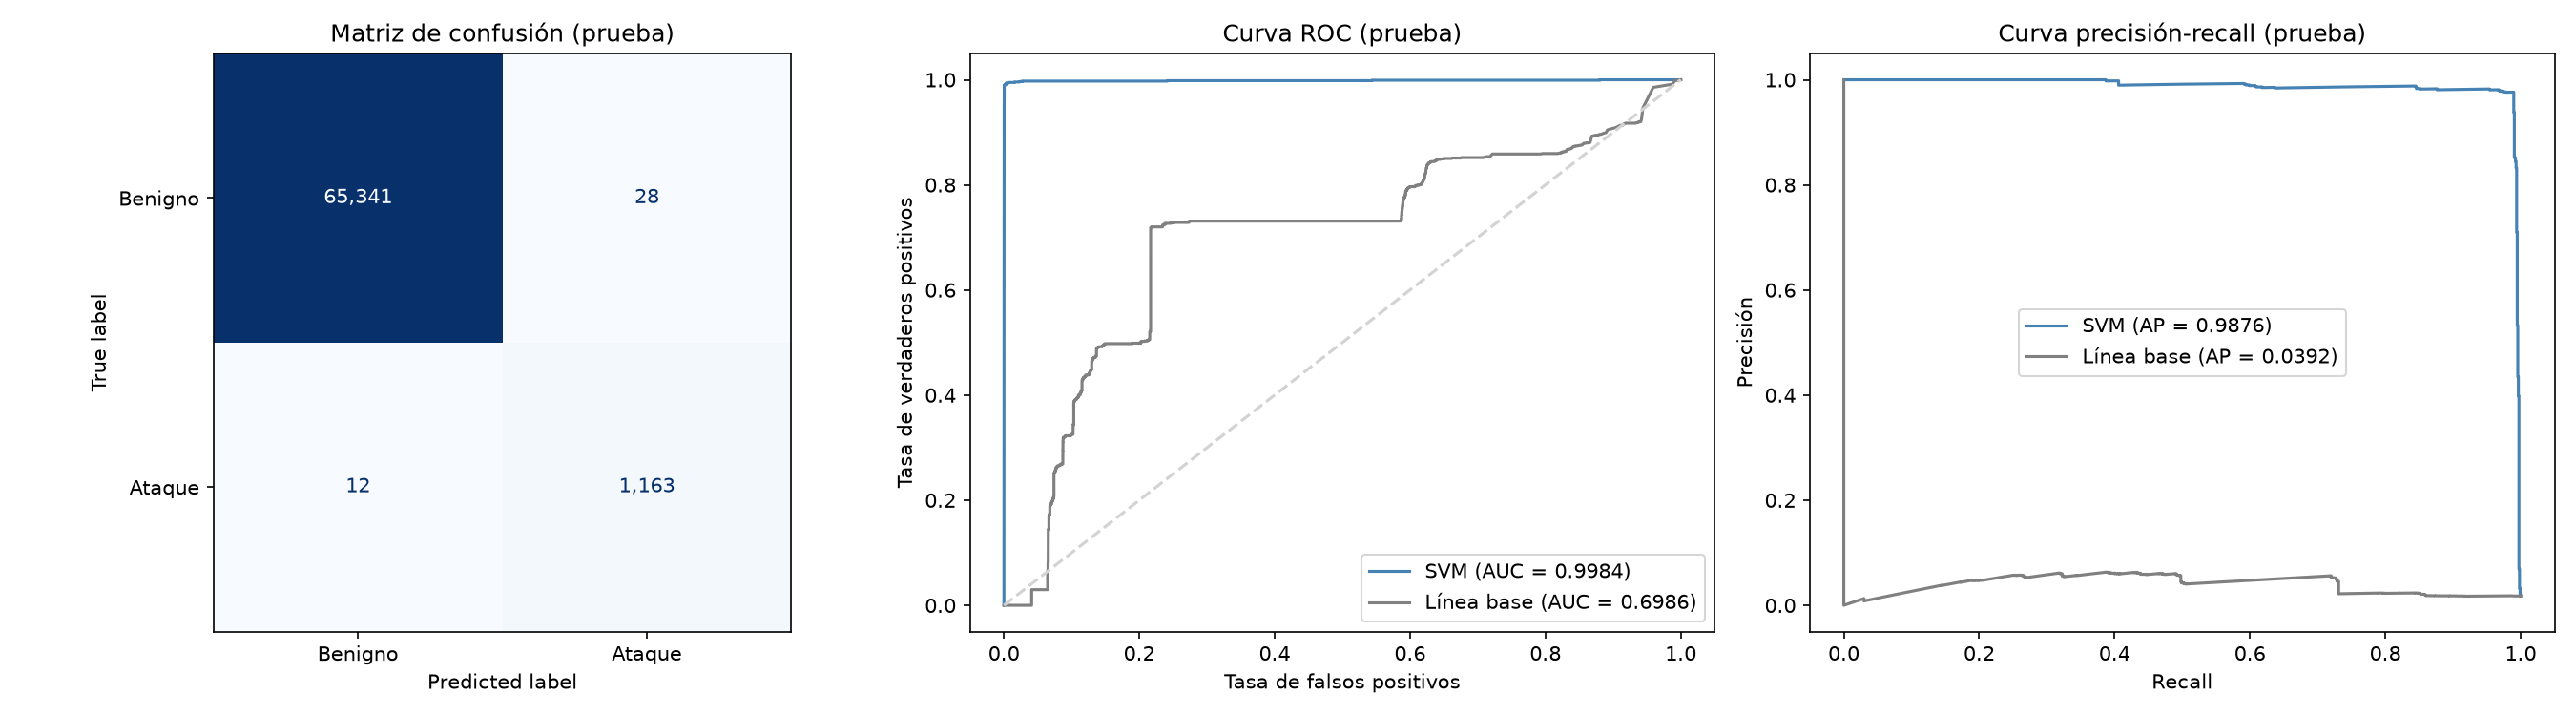 Matriz de confusión (prueba)
True label
Benigno
Ataque
65,341
28
12
1,163
Benigno
Ataque
Predicted label
Curva ROC (prueba)
Tasa de verdaderos positivos
1.0
0.8
0.6
0.4
0.2
0.0
SVM (AUC = 0.9984)
Línea base (AUC = 0.6986)
0.0
0.2
0.4
0.6
0.8
1.0
Tasa de falsos positivos
Curva precisión-recall (prueba)
Precisión
1.0
0.8
0.6
0.4
0.2
0.0
SVM (AP = 0.9876)
Línea base (AP = 0.0392)
0.0
0.2
0.4
0.6
0.8
1.0
Recall